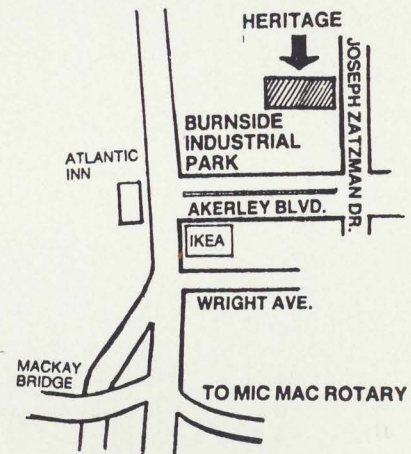 HERITAGE
JOSEPH ZATZMAN DR.
BURNSIDE
INDUSTRIAL
PARK
ATLANTIC
INN
AKERLEY BLVD.
IKEA
WRIGHT AVE.
MACKAY
BRIDGE
TO MIC MAC ROTARY